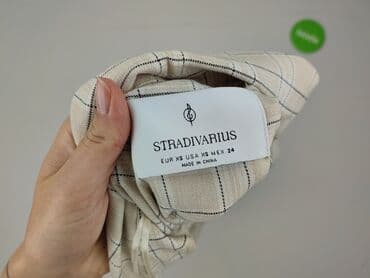 STRADIVARIUS
EUR XS USA XS MEX 24
MADE IN CHINA